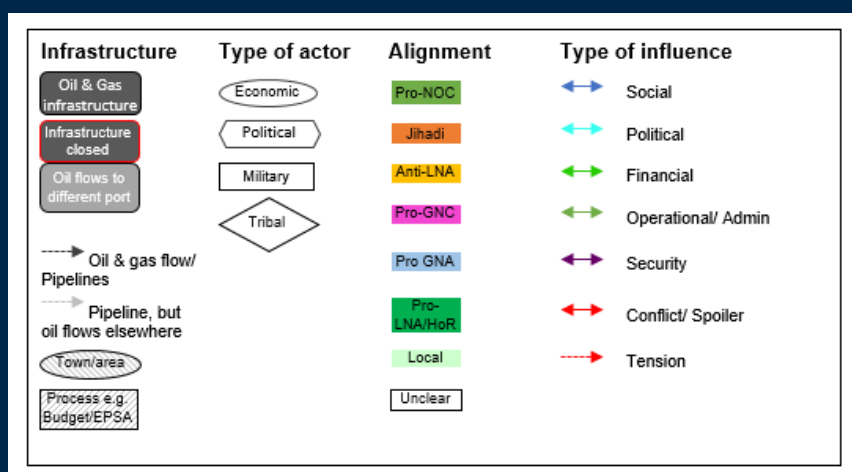 Infrastructure
Oil & Gas
infrastructure
Infrastructure
closed
Oil flows to
different port
Oil & gas flow/
Pipelines
Pipeline, but
oil flows elsewhere
Town/area
Process e.g.
Budget/EPSA
Type of actor
Economic
Political
Military
Tribal
Alignment
Pro-NOC
Jihadi
Anti-LNA
Pro-GNC
Pro GNA
Pro-
LNA/HoR
Local
Unclear
Type of influence
Social
Political
Financial
Operational/ Admin
Security
Conflict/ Spoiler
Tension